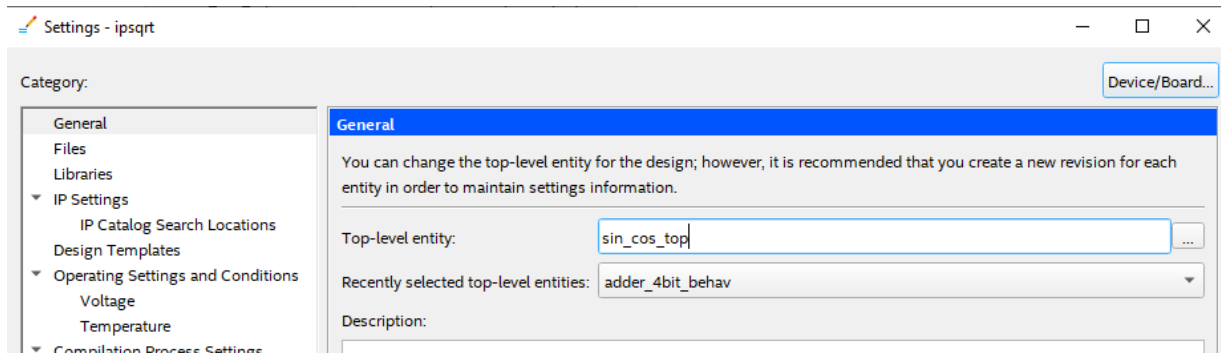 Settings - ipsqrt
Category:
Device/Board...
General
Files
Libraries
IP Settings
IP Catalog Search Locations
Design Templates
Operating Settings and Conditions
Voltage
Temperature
Compilation Process Settings
General
You can change the top-level entity for the design; however, it is recommended that you create a new revision for each
entity in order to maintain settings information.
Top-level entity:
sin_cos_top
...
Recently selected top-level entities:
adder_4bit_behav
Description: